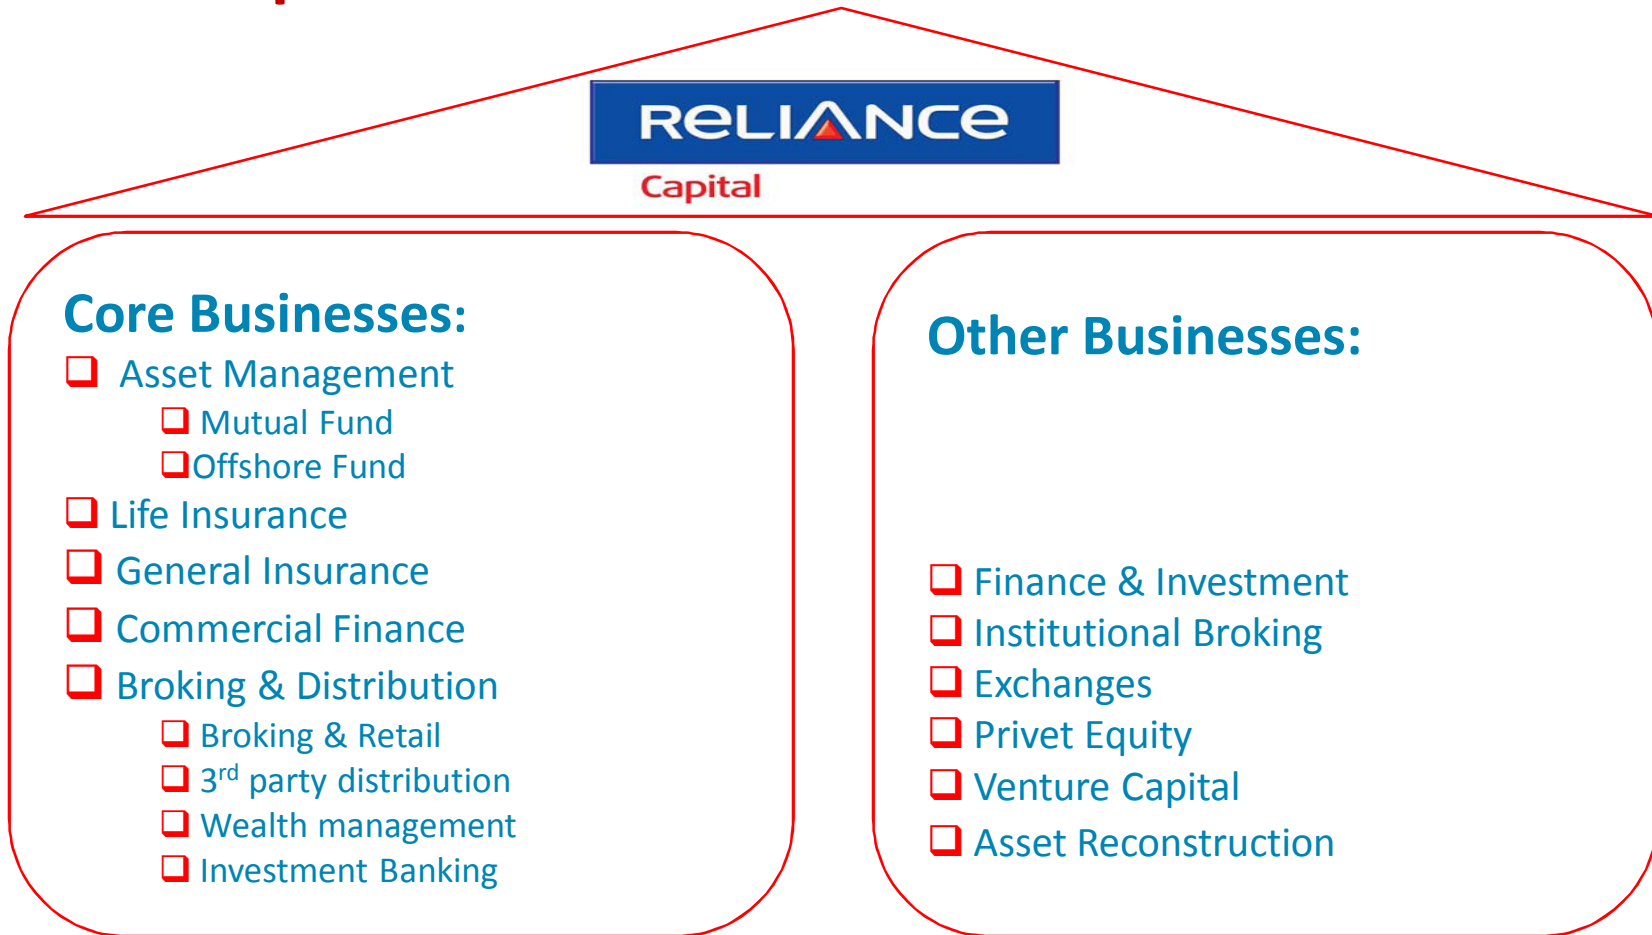 RELIANCE
Capital
Core Businesses:
Asset Management
Mutual Fund
Offshore Fund
Life Insurance
General Insurance
Commercial Finance
Broking & Distribution
Broking & Retail
3rd party distribution
Wealth management
Investment Banking
Other Businesses:
Finance & Investment
Institutional Broking
Exchanges
Privet Equity
Venture Capital
Asset Reconstruction